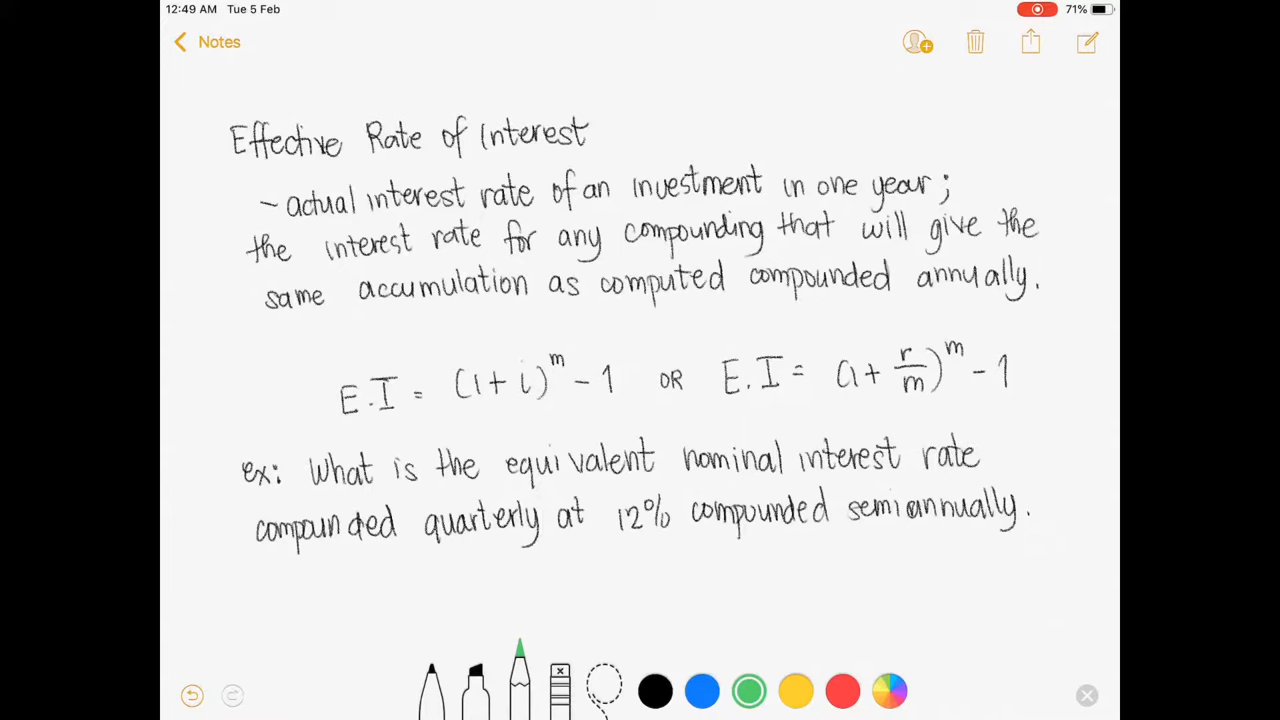 12:49 AM Tue 5 Feb
71%
Notes
Effective Rate of Interest
~ actual interest rate of an investment in one year;
the interest rate for any compounding that will give the
same accumulation as computed compounded annually.
E.I = (1 + i)^m - 1 OR E.I = (1 + r/m)^m - 1
ex: What is the equivalent nominal interest rate
compounded quarterly at 12% compounded semiannually.